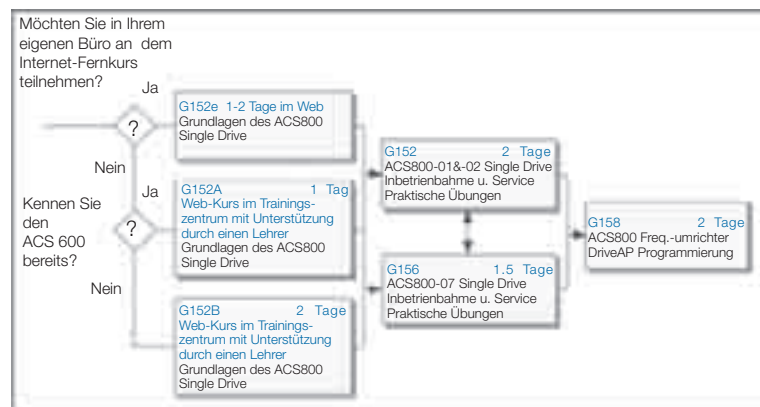 Möchten Sie in Ihrem
eigenen Büro an dem
Internet-Fernkurs
teilnehmen?
Ja
?
Nein
G152e 1-2 Tage im Web
Grundlagen des ACS800
Single Drive
Kennen Sie
den
ACS 600
bereits?
Ja
?
Nein
G152A 1 Tag
Web-Kurs im Trainings-
zentrum mit Unterstützung
durch einen Lehrer
Grundlagen des ACS800
Single Drive
G152B 2 Tage
Web-Kurs im Trainings-
zentrum mit Unterstützung
durch einen Lehrer
Grundlagen des ACS800
Single Drive
G152 2 Tage
ACS800-01&-02 Single Drive
Inbetrienbahme u. Service
Praktische Übungen
G156 1.5 Tage
ACS800-07 Single Drive
Inbetrienbahme u. Service
Praktische Übungen
G158 2 Tage
ACS800 Freq.-umrichter
DriveAP Programmierung